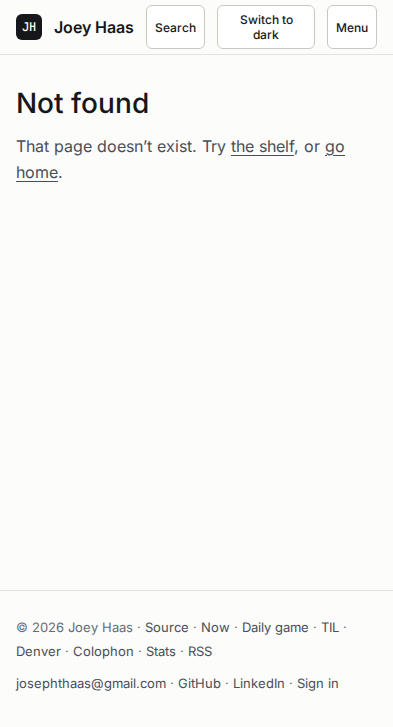 JH Joey Haas Search Switch to dark Menu
Not found
That page doesn’t exist. Try the shelf, or go
home.
© 2026 Joey Haas · Source · Now · Daily game · TIL ·
Denver · Colophon · Stats · RSS
josephthaas@gmail.com · GitHub · LinkedIn · Sign in